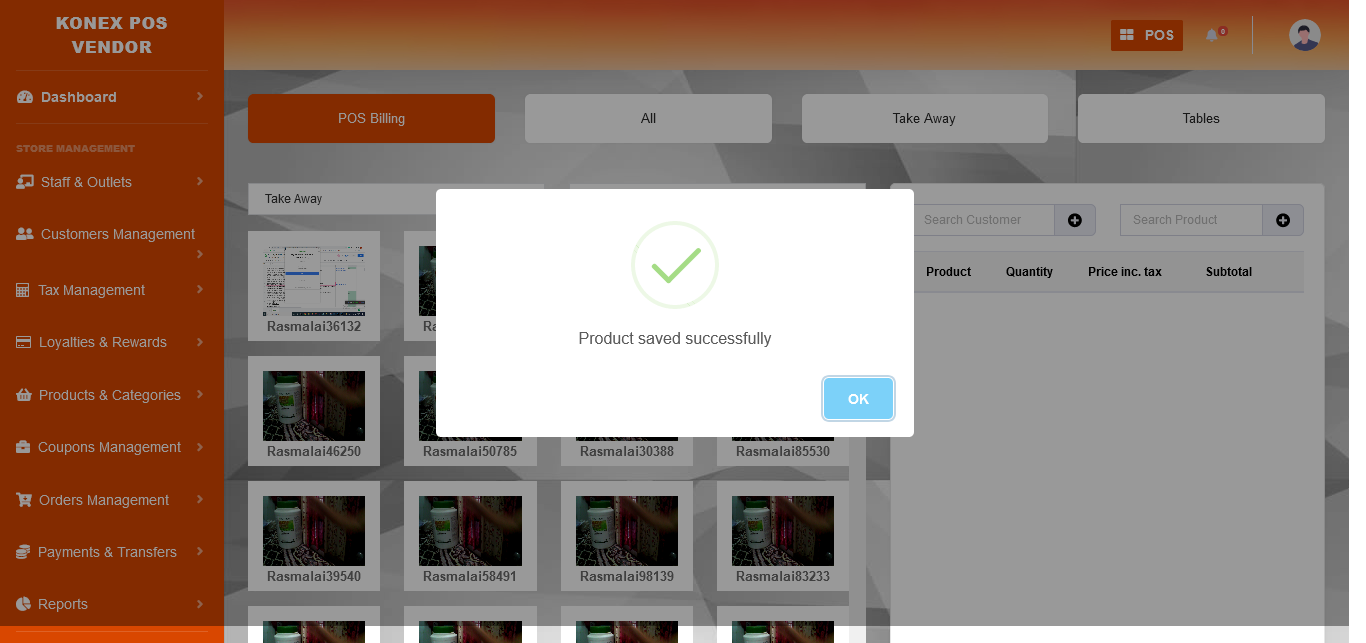 KONEX POS
VENDOR
POS
0
Dashboard
STORE MANAGEMENT
Staff & Outlets
Customers Management
Tax Management
Loyalties & Rewards
Products & Categories
Coupons Management
Orders Management
Payments & Transfers
Reports
POS Billing
All
Take Away
Tables
Take Away
Rasmalai36132
Rasmalai46250
Rasmalai50785
Rasmalai30388
Rasmalai85530
Rasmalai39540
Rasmalai58491
Rasmalai98139
Rasmalai83233
Product saved successfully
OK
Search Customer
Search Product
Product
Quantity
Price inc. tax
Subtotal